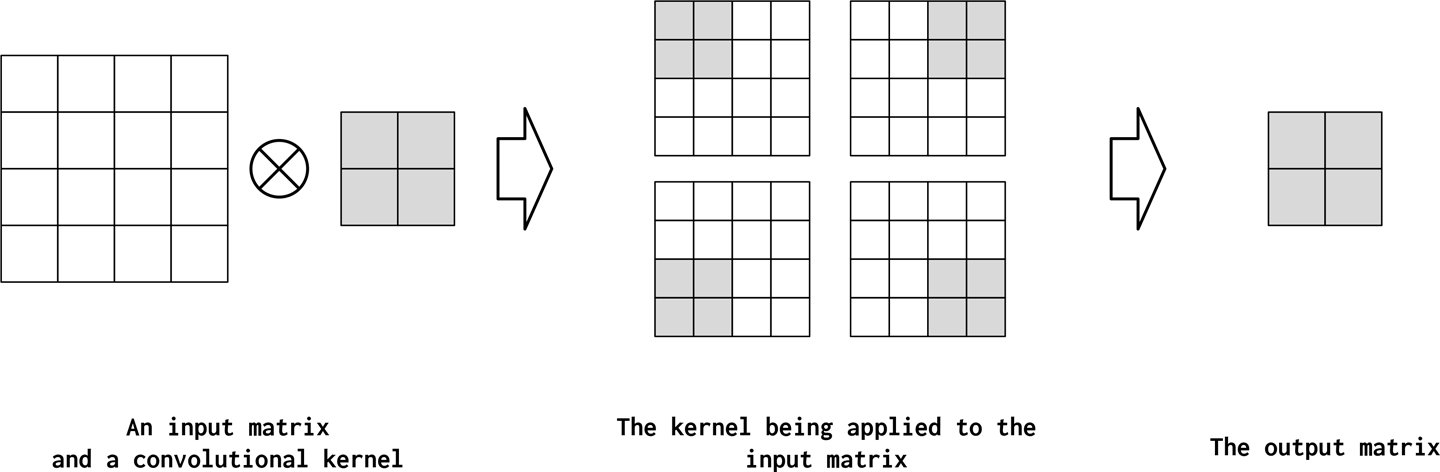 An input matrix
and a convolutional kernel
The kernel being applied to the
input matrix
The output matrix